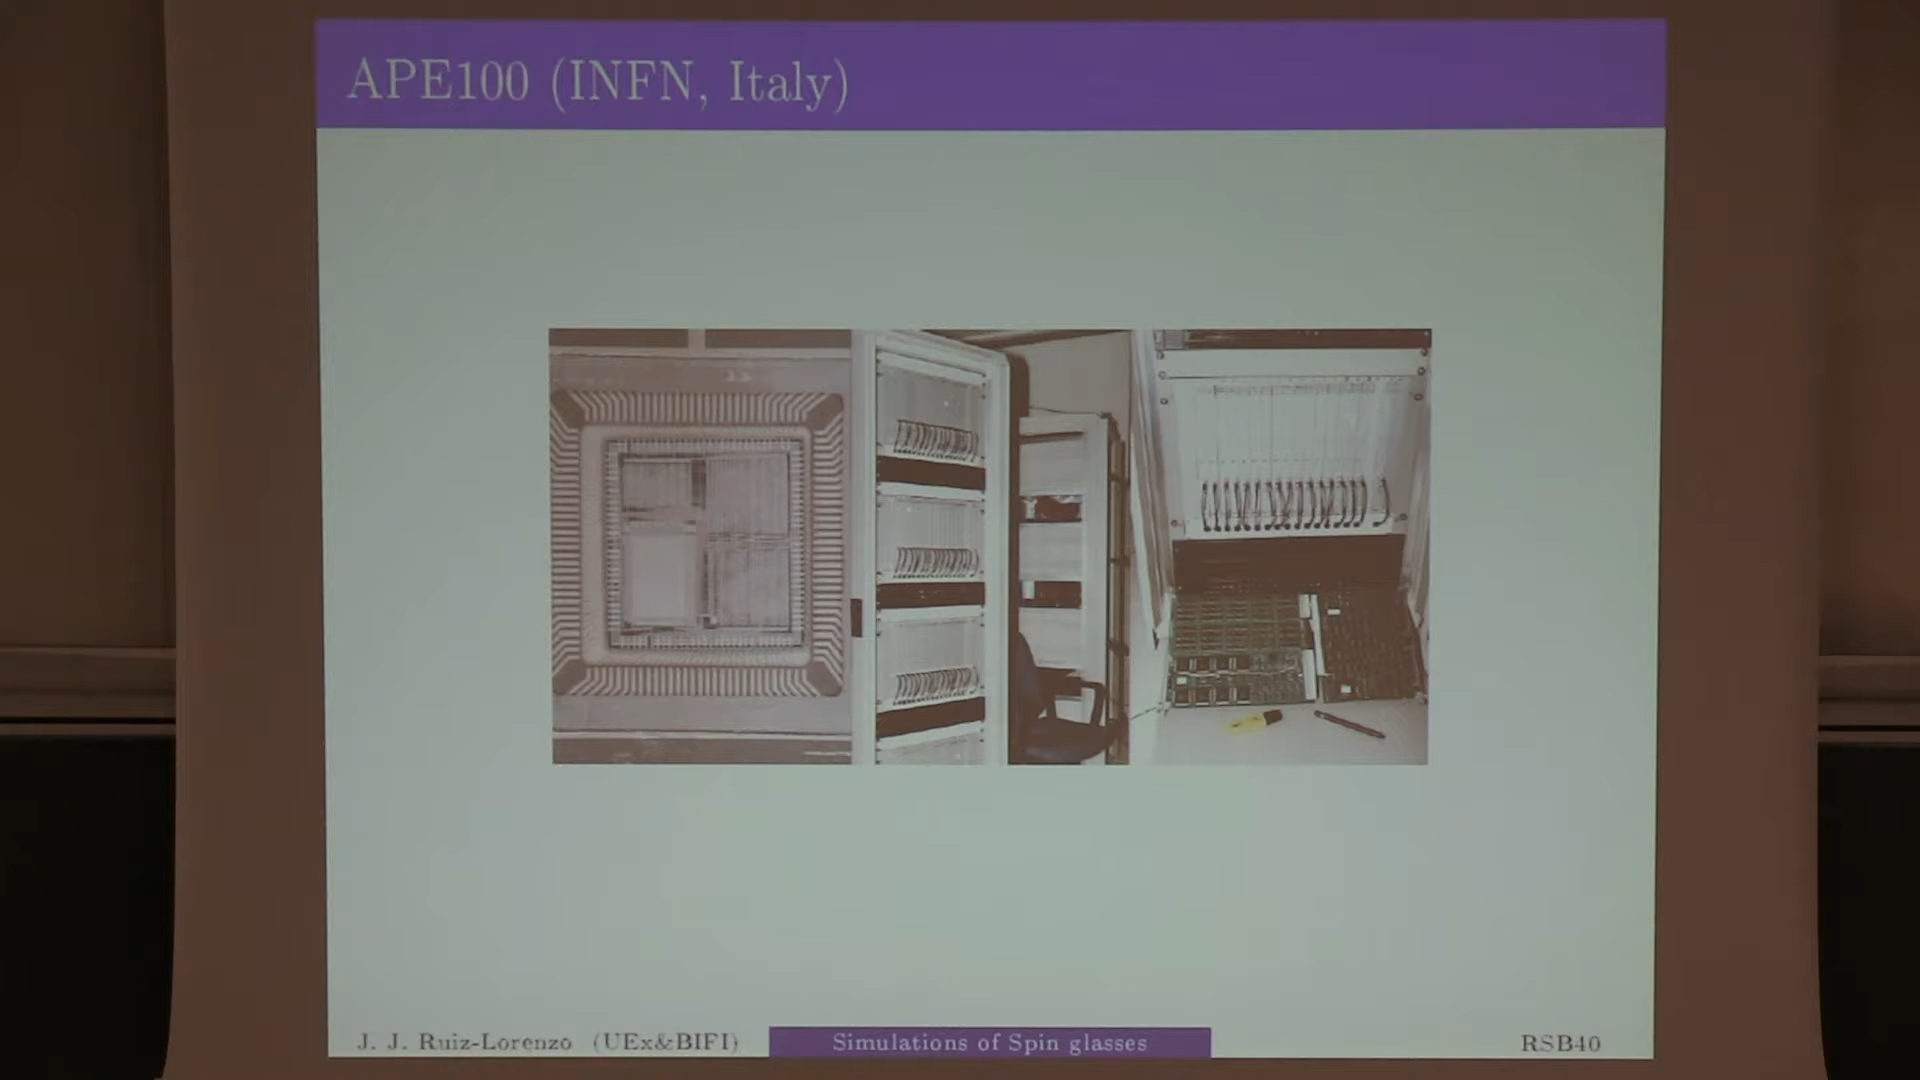 APE100 (INFN, Italy)
J. J. Ruiz-Lorenzo (UEx&BIFI)
Simulations of Spin glasses
RSB40